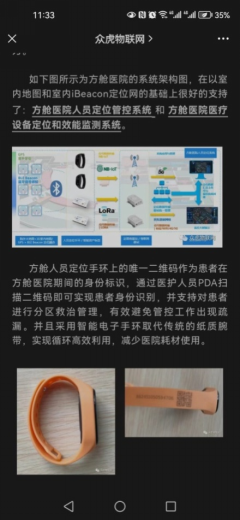 11:33
35%
众虎物联网
如下图所示为方舱医院的系统架构图，在以室
内地图和室内iBeacon定位网的基础上很好的支持
了：方舱医院人员定位管控系统 和 方舱医院医疗
设备定位和效能监测系统。
LoRa
方舱人员定位手环上的唯一二维码作为患者在
方舱医院期间的身份标识，通过医护人员PDA扫
描二维码即可实现患者身份识别，并支持对患者
进行分区救治管理，有效避免管控工作出现疏
漏。并且采用智能电子手环取代传统的纸质腕
带，实现循环高效利用，减少医院耗材使用。